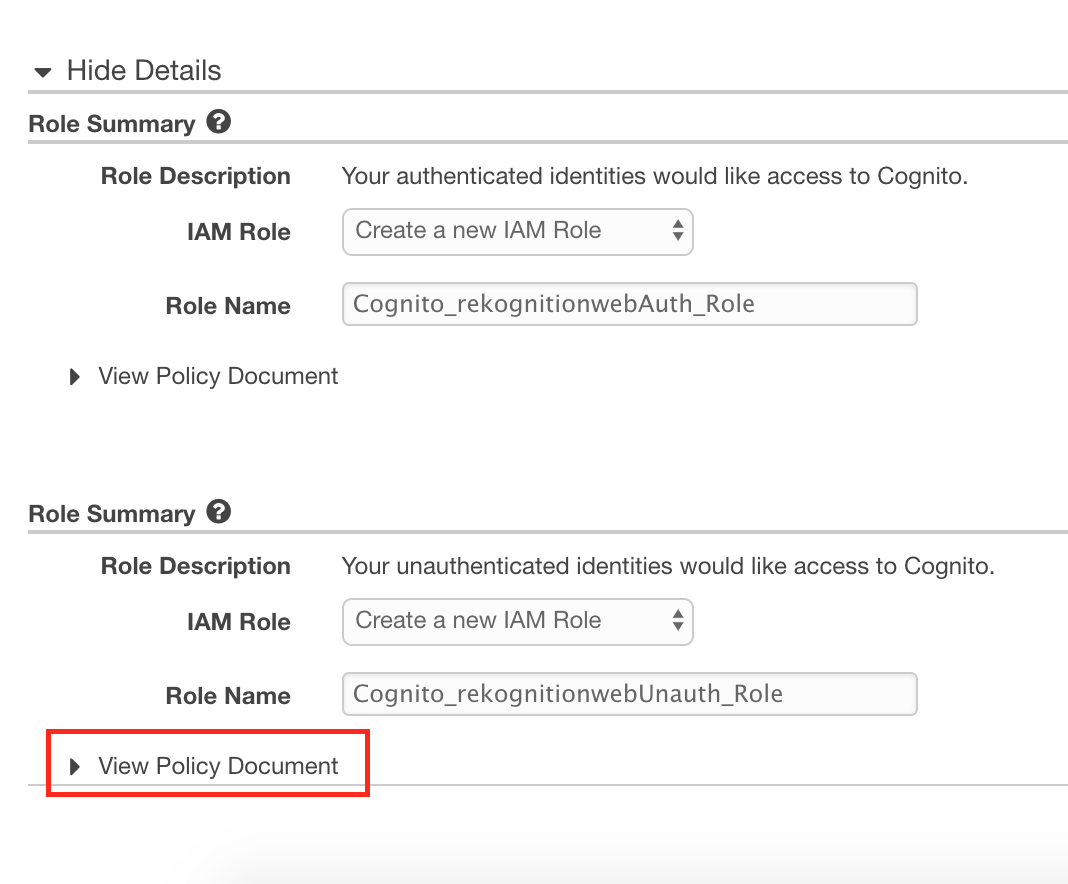 Hide Details
Role Summary ?
Role Description Your authenticated identities would like access to Cognito.
IAM Role Create a new IAM Role
Role Name Cognito_rekognitionwebAuth_Role
View Policy Document
Role Summary ?
Role Description Your unauthenticated identities would like access to Cognito.
IAM Role Create a new IAM Role
Role Name Cognito_rekognitionwebUnauth_Role
View Policy Document